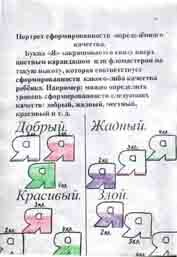 Портрет сформированности определённого
качества.
Буква «Я» закрашивается снизу вверх
цветным карандашом или фломастером на
такую высоту, которая соответствует
сформированности какого-либо качества
ребёнка. Например: можно определить
уровень сформированности следующих
качеств: добрый, жадный, честный,
красивый и т. д.
Добрый. Жадный.
Я Я Я Я Я
Красивый. Злой.
Я Я Я Я